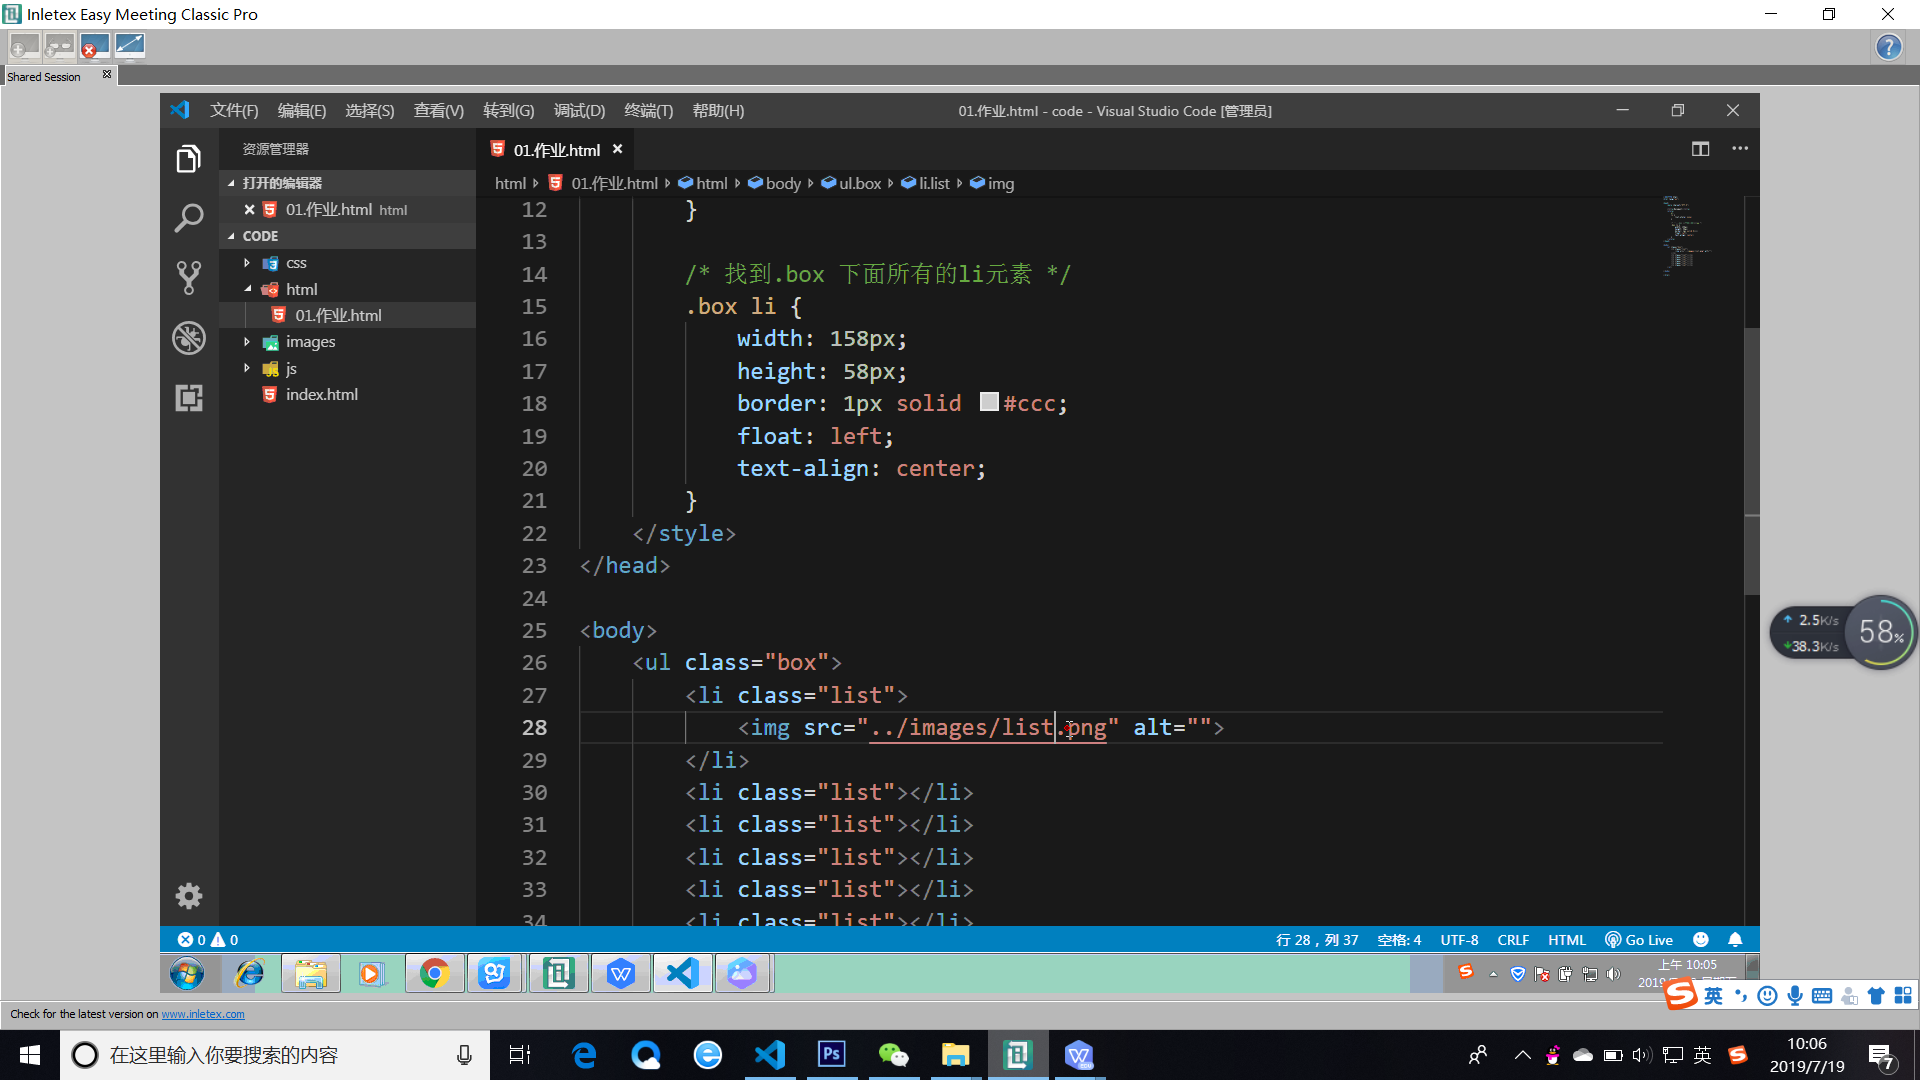 Inletex Easy Meeting Classic Pro
Shared Session
文件(F) 编辑(E) 选择(S) 查看(V) 转到(G) 调试(D) 终端(T) 帮助(H)
01.作业.html - code - Visual Studio Code [管理员]
资源管理器
打开的编辑器
01.作业.html html
CODE
css
html
01.作业.html
images
js
index.html
01.作业.html
html 01.作业.html html body ul.box li.list img
12 }
13
14 /* 找到.box 下面所有的li元素 */
15 .box li {
16 width: 158px;
17 height: 58px;
18 border: 1px solid #ccc;
19 float: left;
20 text-align: center;
21 }
22 </style>
23 </head>
24
25 <body>
26 <ul class="box">
27 <li class="list">
28 <img src="../images/list.png" alt="">
29 </li>
30 <li class="list"></li>
31 <li class="list"></li>
32 <li class="list"></li>
33 <li class="list"></li>
34 <li class="list"></li>
2.5K/s
38.3K/s
58%
0 0
行 28，列 37 空格: 4 UTF-8 CRLF HTML Go Live
上午 10:05
英
Check for the latest version on www.inletex.com
在这里输入你要搜索的内容
Ps
英
10:06
2019/7/19
7